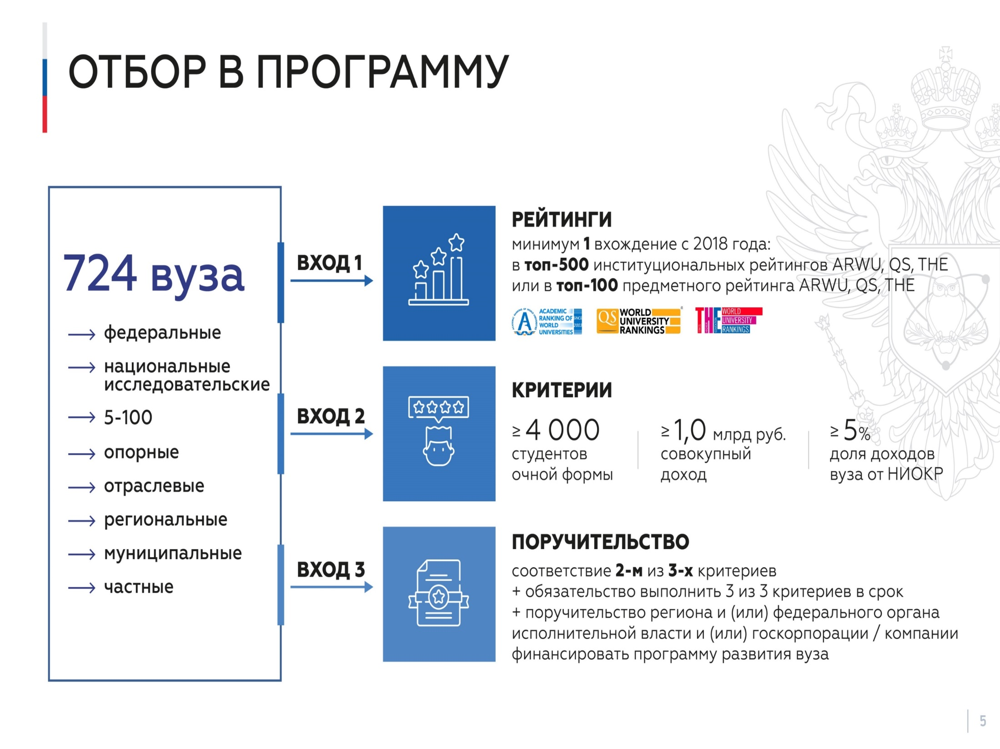 ОТБОР В ПРОГРАММУ
724 вуза
федеральные
национальные
исследовательские
5-100
опорные
отраслевые
региональные
муниципальные
частные
ВХОД 1
РЕЙТИНГИ
минимум 1 вхождение с 2018 года:
в топ-500 институциональных рейтингов ARWU, QS, THE
или в топ-100 предметного рейтинга ARWU, QS, THE
ACADEMIC
RANKING OF
WORLD
UNIVERSITIES
SINCE
2003
QS
WORLD
UNIVERSITY
RANKINGS
THE
WORLD
UNIVERSITY
RANKINGS
ВХОД 2
КРИТЕРИИ
≥ 4 000
студентов
очной формы
≥ 1,0 млрд руб.
совокупный
доход
≥ 5%
доля доходов
вуза от НИОКР
ВХОД 3
ПОРУЧИТЕЛЬСТВО
соответствие 2-м из 3-х критериев
+ обязательство выполнить 3 из 3 критериев в срок
+ поручительство региона и (или) федерального органа
исполнительной власти и (или) госкорпорации / компании
финансировать программу развития вуза
5